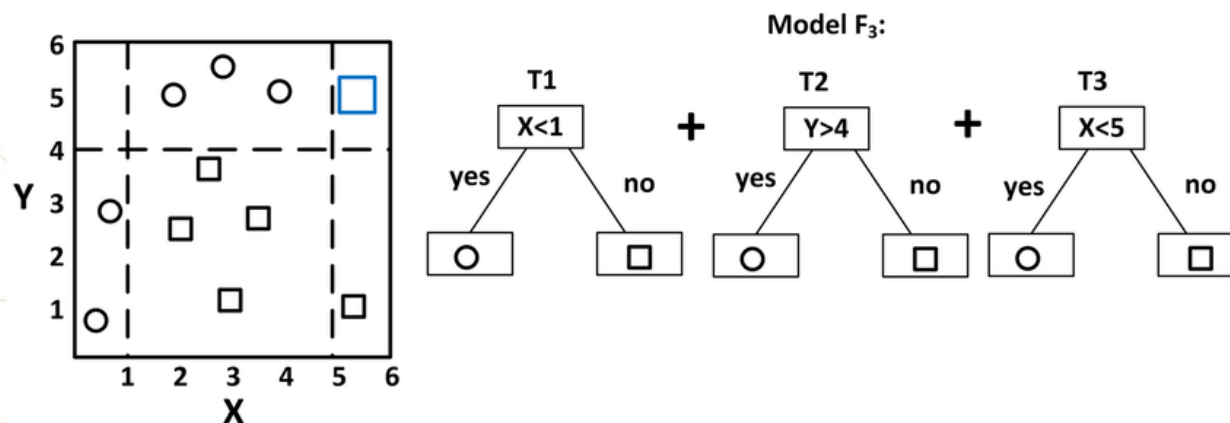 Model F₃:
6
5
4
3
2
1
Y
1 2 3 4 5 6
X
T1
X<1
yes
no
+
T2
Y>4
yes
no
+
T3
X<5
yes
no